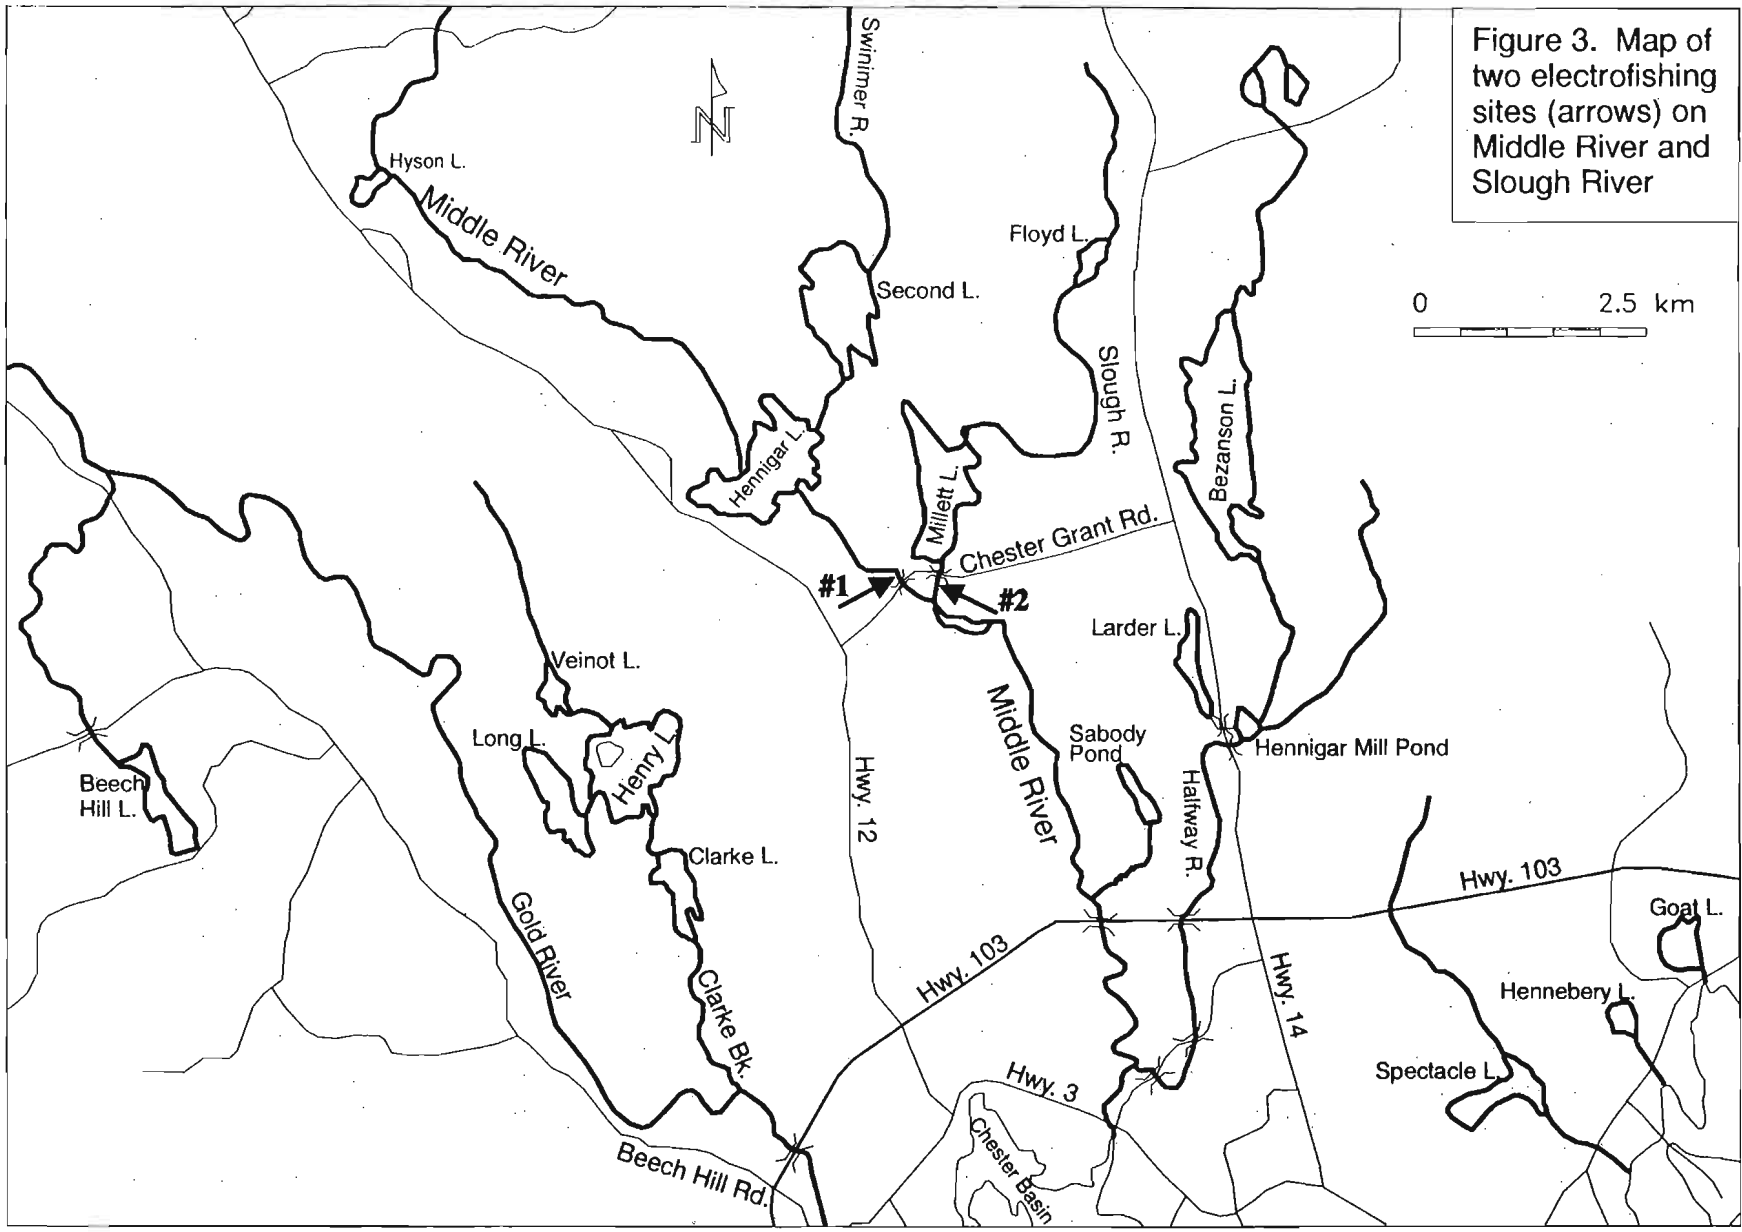 Figure 3. Map of
two electrofishing
sites (arrows) on
Middle River and
Slough River
N
Swinimer R.
Hyson L.
Middle River
Floyd L.
Second L.
0 2.5 km
Slough R.
Bezanson L.
Hennigar L.
Millett L.
Chester Grant Rd.
#1
#2
Larder L.
Veinot L.
Middle River
Long L.
Henry L.
Sabody
Pond
Hennigar Mill Pond
Beech
Hill L.
Hwy. 12
Halfway R.
Clarke L.
Hwy. 103
Goat L.
Gold River
Hwy. 103
Clarke Bk.
Hwy. 14
Hennebery L.
Spectacle L.
Hwy. 3
Chester Basin
Beech Hill Rd.